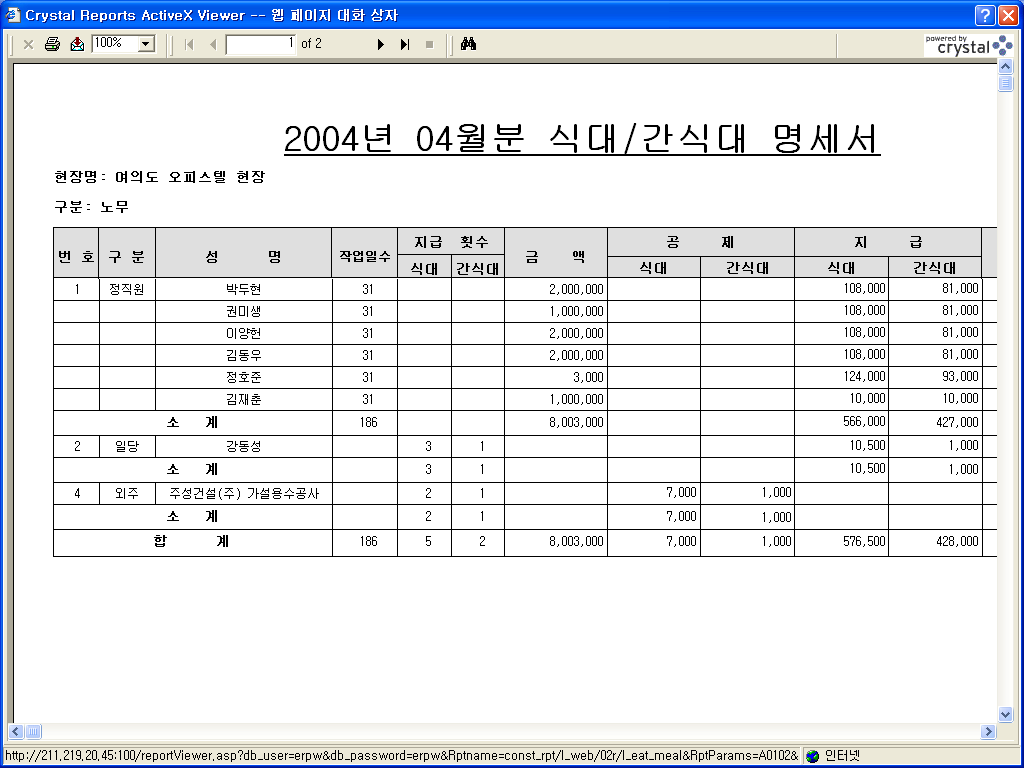 Crystal Reports ActiveX Viewer -- 웹 페이지 대화 상자
100% 1 of 2 powered by crystal
2004년 04월분 식대/간식대 명세서
현장명: 여의도 오피스텔 현장
구분: 노무
번 호 구 분 성 명 작업일수 지급 횟수 금 액 공 제 지 급
식대 간식대 식대 간식대 식대 간식대
1 정직원 박두현 31 2,000,000 108,000 81,000
권미생 31 1,000,000 108,000 81,000
이양헌 31 2,000,000 108,000 81,000
김동우 31 2,000,000 108,000 81,000
정호준 31 3,000 124,000 93,000
김재춘 31 1,000,000 10,000 10,000
소 계 186 8,003,000 566,000 427,000
2 일당 강동성 3 1 10,500 1,000
소 계 3 1 10,500 1,000
4 외주 주성건설(주) 가설용수공사 2 1 7,000 1,000
소 계 2 1 7,000 1,000
합 계 186 5 2 8,003,000 7,000 1,000 576,500 428,000
http://211,219,20,45:100/reportViewer,asp?db_user=erpw&db_password=erpw&Rptname=const_rpt/l_web/02r/l_eat_meal&RptParams=A0102& 인터넷